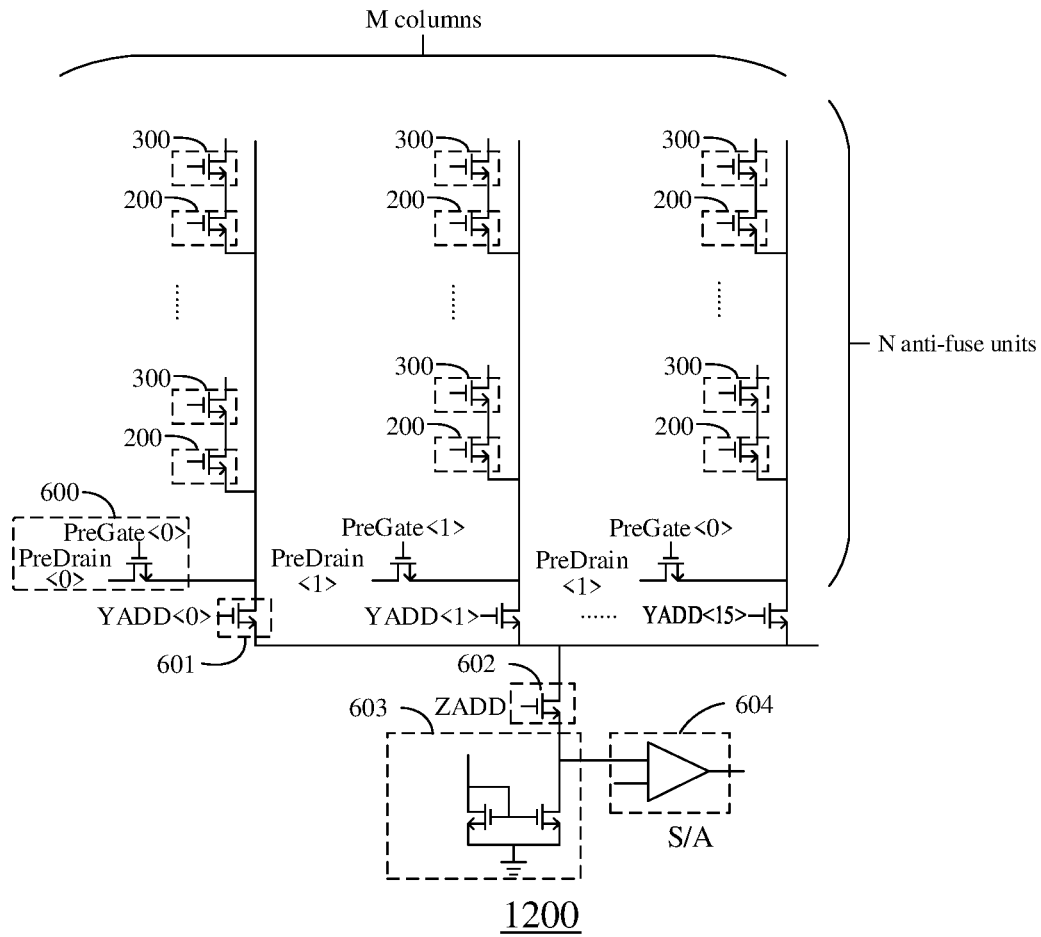 M columns
300
300
300
200
200
200
......
......
......
N anti-fuse units
300
300
300
200
200
200
600
PreGate<0>
PreDrain
<0>
PreGate<1>
PreDrain
<1>
PreGate<0>
PreDrain
<1>
YADD<0>
YADD<1>
......
YADD<15>
601
602
ZADD
603
604
S/A
1200